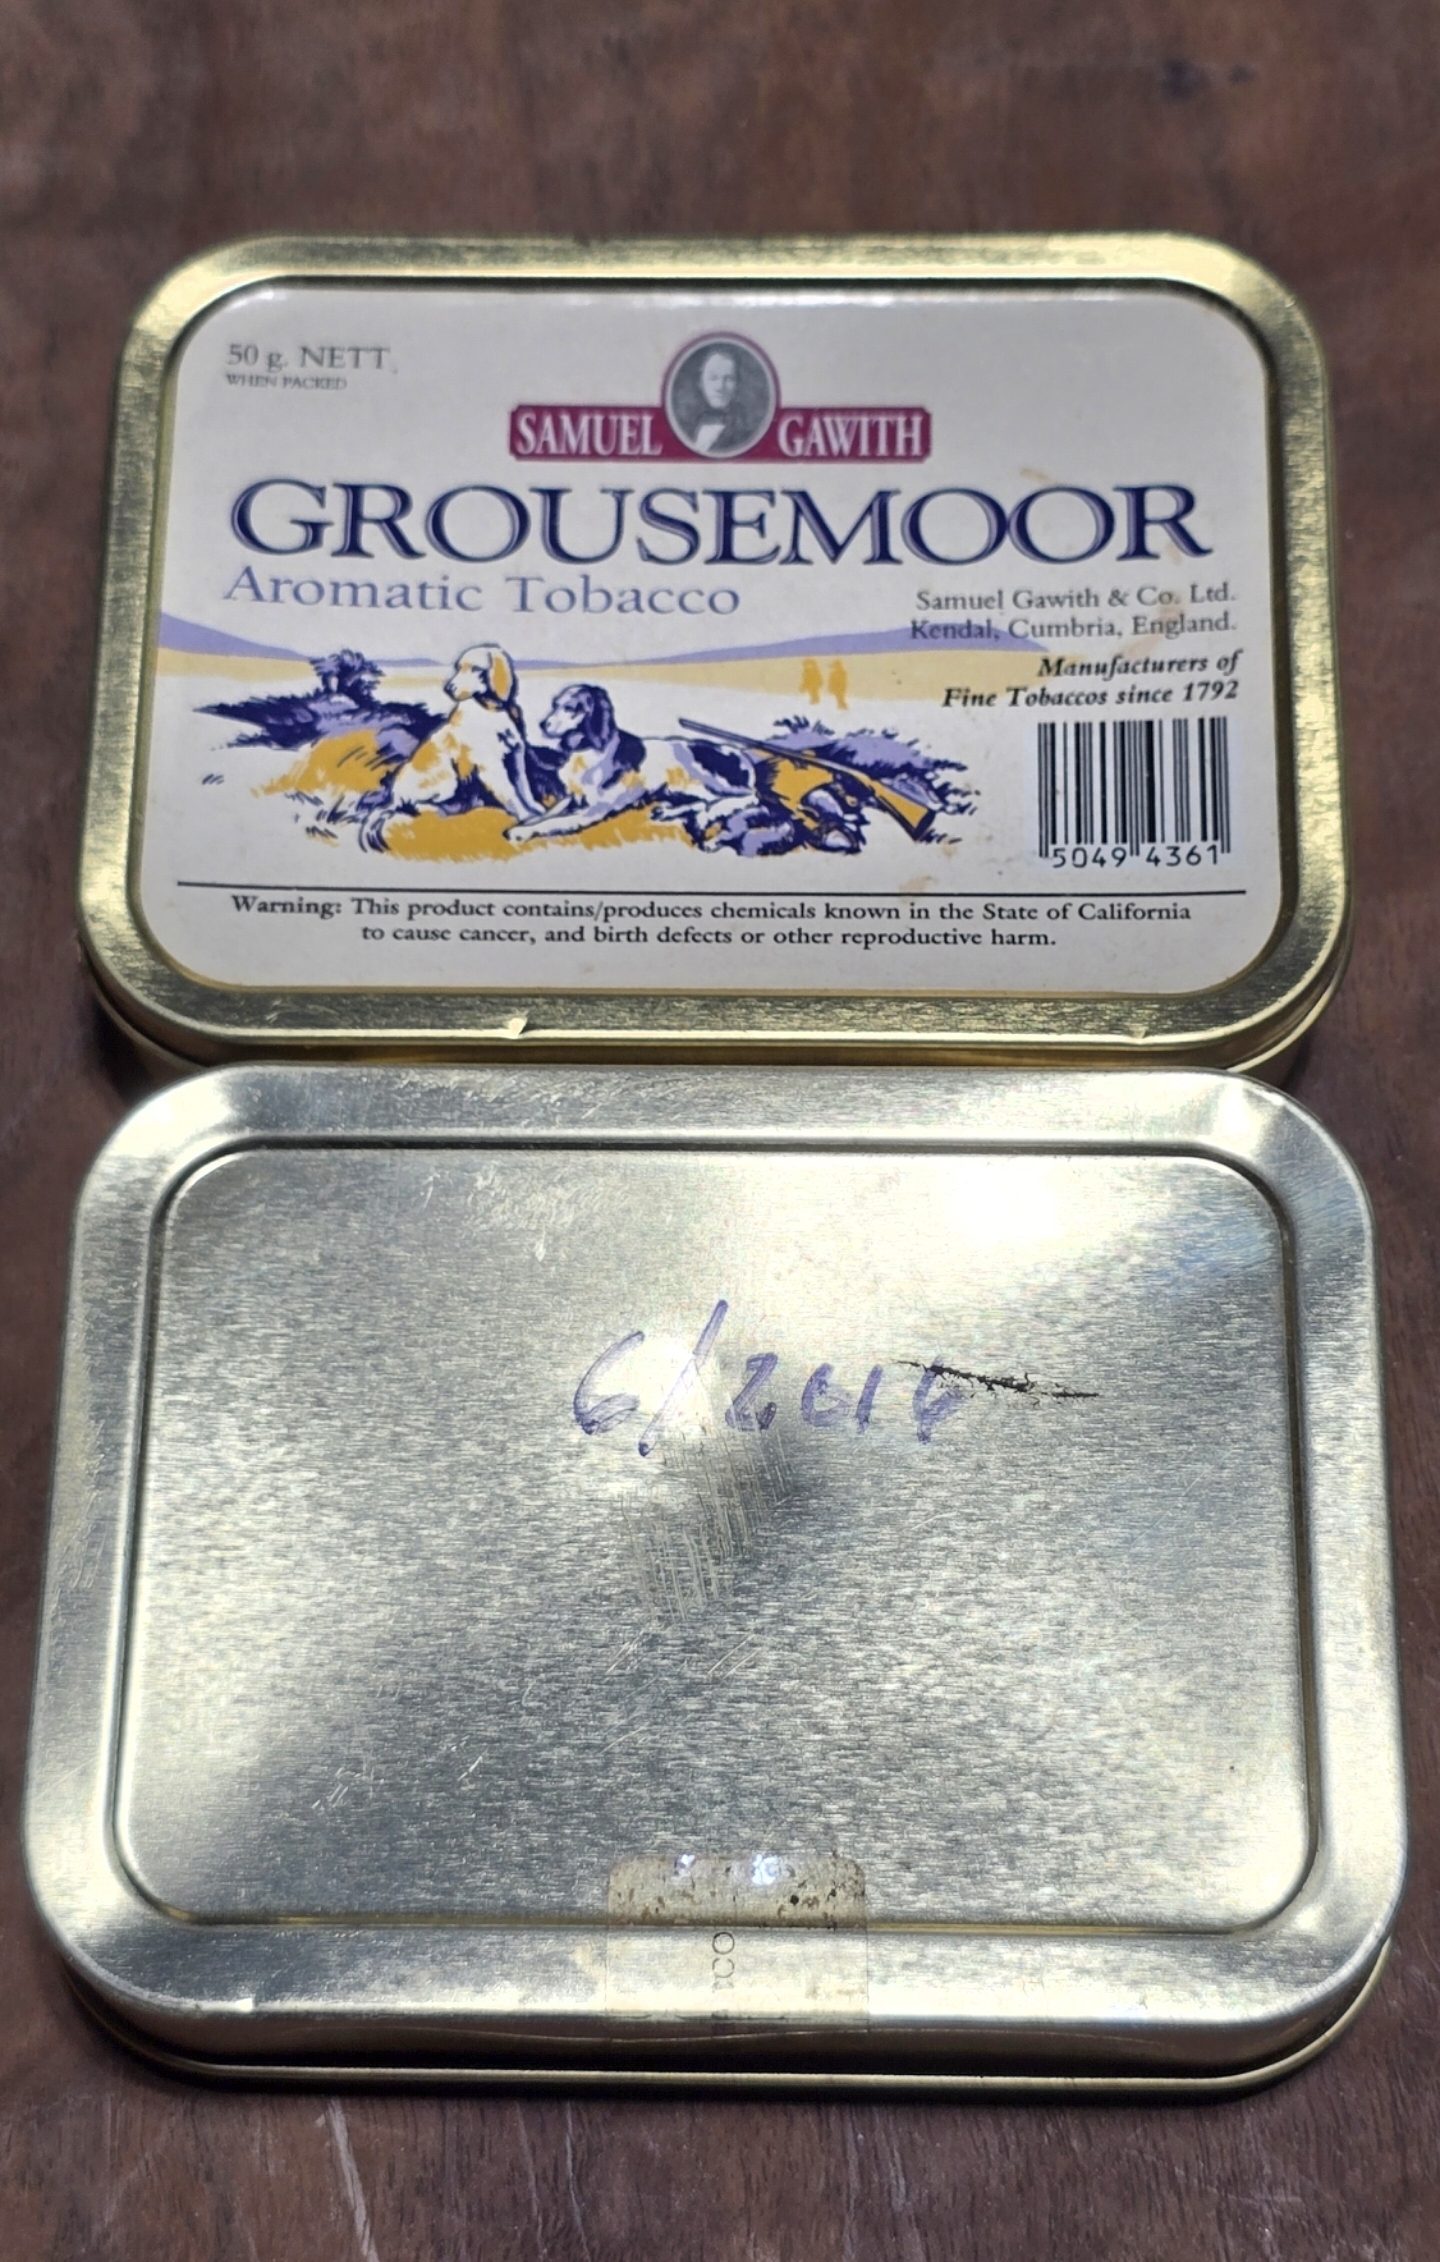 50 g. NETT.
WHEN PACKED
SAMUEL GAWITH
GROUSEMOOR
Aromatic Tobacco
Samuel Gawith & Co. Ltd.
Kendal, Cumbria, England.
Manufacturers of
Fine Tobaccos since 1792
5049 4361
Warning: This product contains/produces chemicals known in the State of California
to cause cancer, and birth defects or other reproductive harm.
6/2016